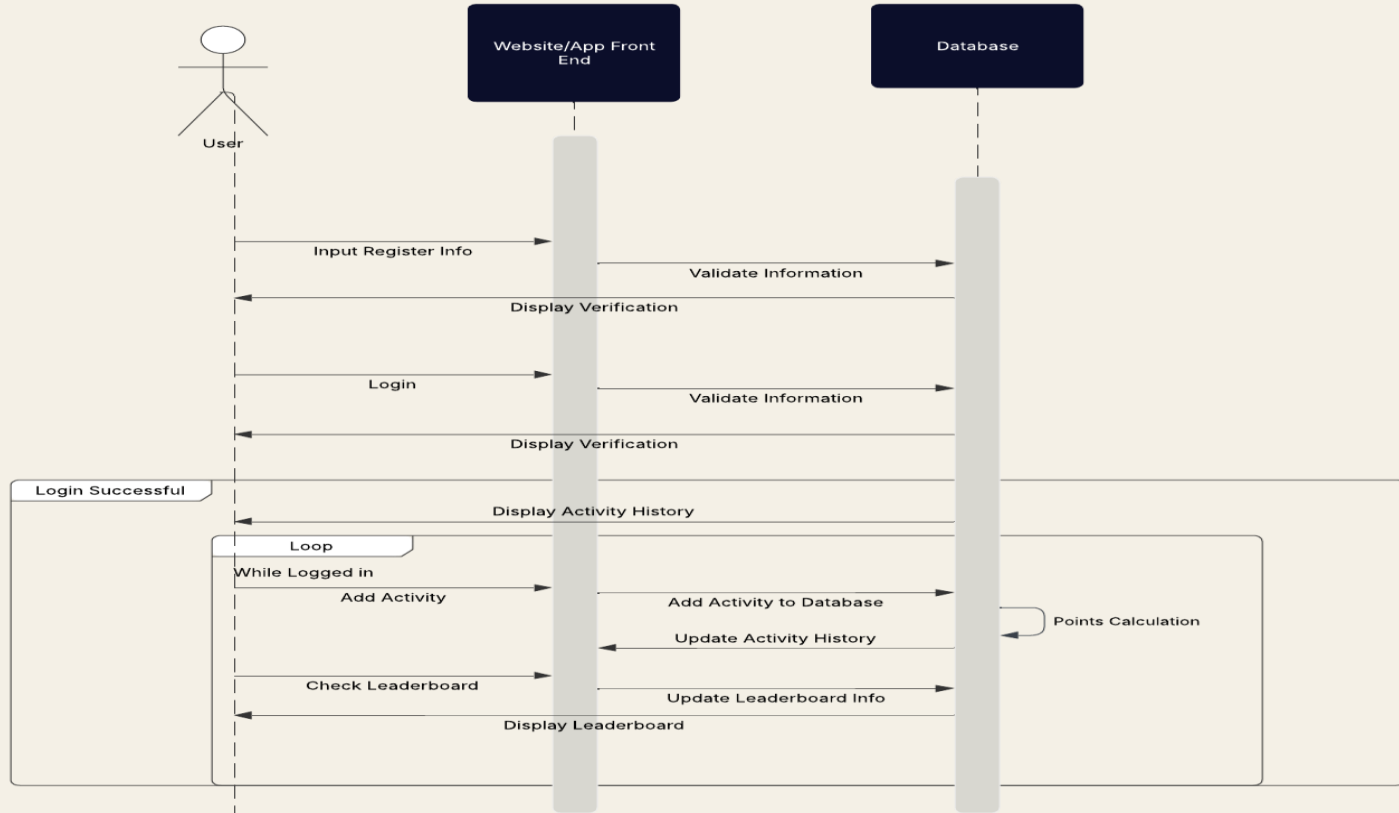 Website/App Front
End
Database
User
Input Register Info
Validate Information
Display Verification
Login
Validate Information
Display Verification
Login Successful
Display Activity History
Loop
While Logged in
Add Activity
Add Activity to Database
Points Calculation
Update Activity History
Check Leaderboard
Update Leaderboard Info
Display Leaderboard